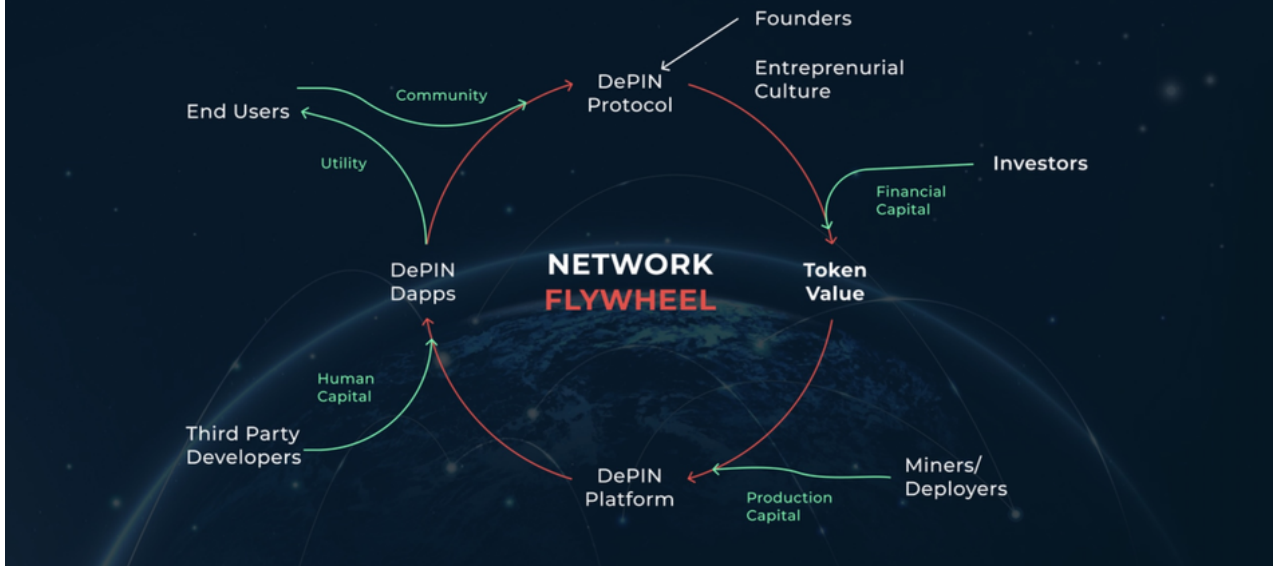 Founders
DePIN
Protocol
Entreprenurial
Culture
Community
End Users
Utility
Investors
Financial
Capital
DePIN
Dapps
NETWORK
FLYWHEEL
Token
Value
Human
Capital
Third Party
Developers
DePIN
Platform
Production
Capital
Miners/
Deployers